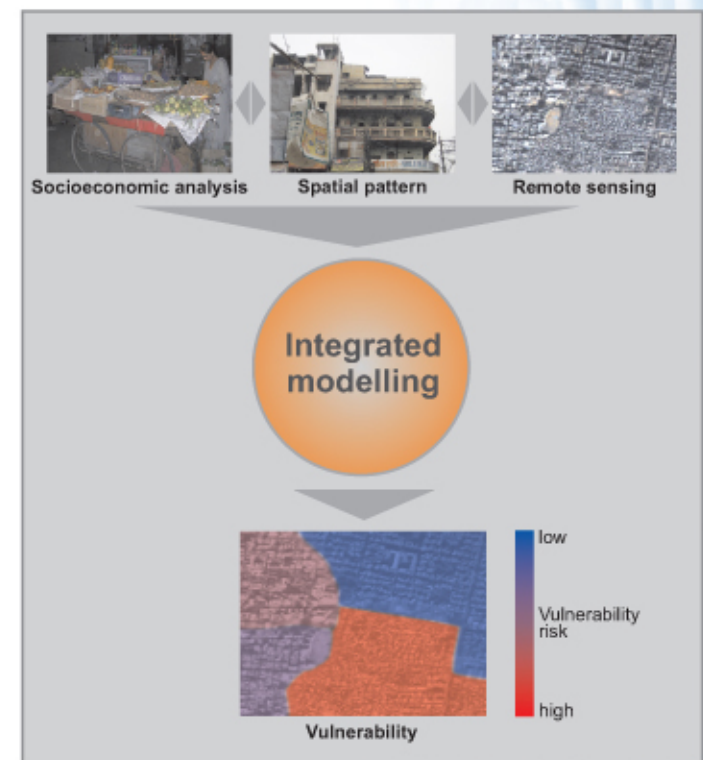 Socioeconomic analysis
Spatial pattern
Remote sensing
Integrated
modelling
low
Vulnerability
risk
high
Vulnerability